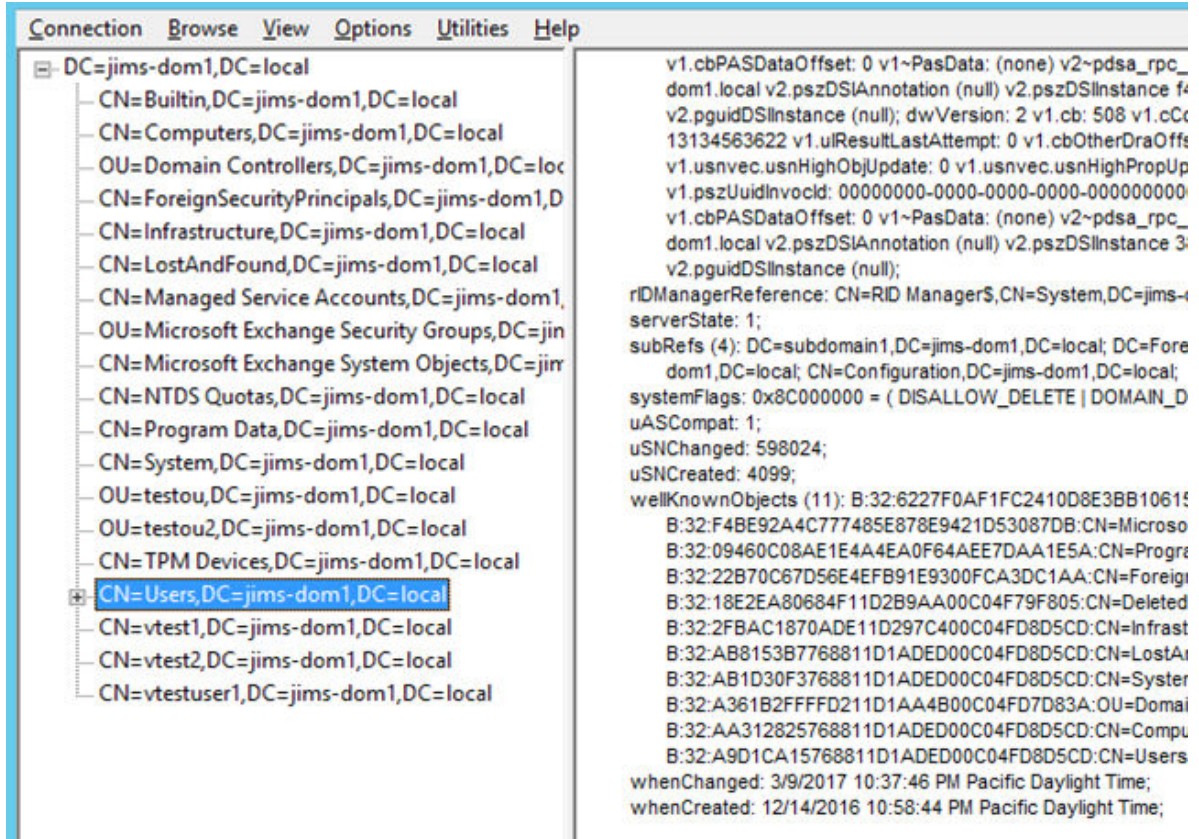 Connection Browse View Options Utilities Help
DC=jims-dom1,DC=local
CN=Builtin,DC=jims-dom1,DC=local
CN=Computers,DC=jims-dom1,DC=local
OU=Domain Controllers,DC=jims-dom1,DC=loc
CN=ForeignSecurityPrincipals,DC=jims-dom1,D
CN=Infrastructure,DC=jims-dom1,DC=local
CN=LostAndFound,DC=jims-dom1,DC=local
CN=Managed Service Accounts,DC=jims-dom1,
OU=Microsoft Exchange Security Groups,DC=jin
CN=Microsoft Exchange System Objects,DC=jim
CN=NTDS Quotas,DC=jims-dom1,DC=local
CN=Program Data,DC=jims-dom1,DC=local
CN=System,DC=jims-dom1,DC=local
OU=testou,DC=jims-dom1,DC=local
OU=testou2,DC=jims-dom1,DC=local
CN=TPM Devices,DC=jims-dom1,DC=local
CN=Users,DC=jims-dom1,DC=local
CN=vtest1,DC=jims-dom1,DC=local
CN=vtest2,DC=jims-dom1,DC=local
CN=vtestuser1,DC=jims-dom1,DC=local
v1.cbPASDataOffset: 0 v1~PasData: (none) v2~pdsa_rpc_
dom1.local v2.pszDSIAnnotation (null) v2.pszDSIInstance f4
v2.pguidDSIInstance (null); dwVersion: 2 v1.cb: 508 v1.cCo
13134563622 v1.ulResultLastAttempt: 0 v1.cbOtherDraOffs
v1.usnvec.usnHighObjUpdate: 0 v1.usnvec.usnHighPropUp
v1.pszUuidInvocId: 00000000-0000-0000-0000-0000000000
v1.cbPASDataOffset: 0 v1~PasData: (none) v2~pdsa_rpc_
dom1.local v2.pszDSIAnnotation (null) v2.pszDSIInstance 38
v2.pguidDSIInstance (null);
rIDManagerReference: CN=RID Manager$,CN=System,DC=jims-d
serverState: 1;
subRefs (4): DC=subdomain1,DC=jims-dom1,DC=local; DC=Fore
dom1,DC=local; CN=Configuration,DC=jims-dom1,DC=local;
systemFlags: 0x8C000000 = ( DISALLOW_DELETE | DOMAIN_D
uASCompat: 1;
uSNChanged: 598024;
uSNCreated: 4099;
wellKnownObjects (11): B:32:6227F0AF1FC2410D8E3BB10615
B:32:F4BE92A4C777485E878E9421D53087DB:CN=Microso
B:32:09460C08AE1E4A4EA0F64AEE7DAA1E5A:CN=Progra
B:32:22B70C67D56E4EFB91E9300FCA3DC1AA:CN=Foreign
B:32:18E2EA80684F11D2B9AA00C04F79F805:CN=Deleted
B:32:2FBAC1870ADE11D297C400C04FD8D5CD:CN=Infrast
B:32:AB8153B7768811D1ADED00C04FD8D5CD:CN=LostAn
B:32:AB1D30F3768811D1ADED00C04FD8D5CD:CN=System
B:32:A361B2FFFFD211D1AA4B00C04FD7D83A:OU=Domai
B:32:AA312825768811D1ADED00C04FD8D5CD:CN=Compu
B:32:A9D1CA15768811D1ADED00C04FD8D5CD:CN=Users
whenChanged: 3/9/2017 10:37:46 PM Pacific Daylight Time;
whenCreated: 12/14/2016 10:58:44 PM Pacific Daylight Time;